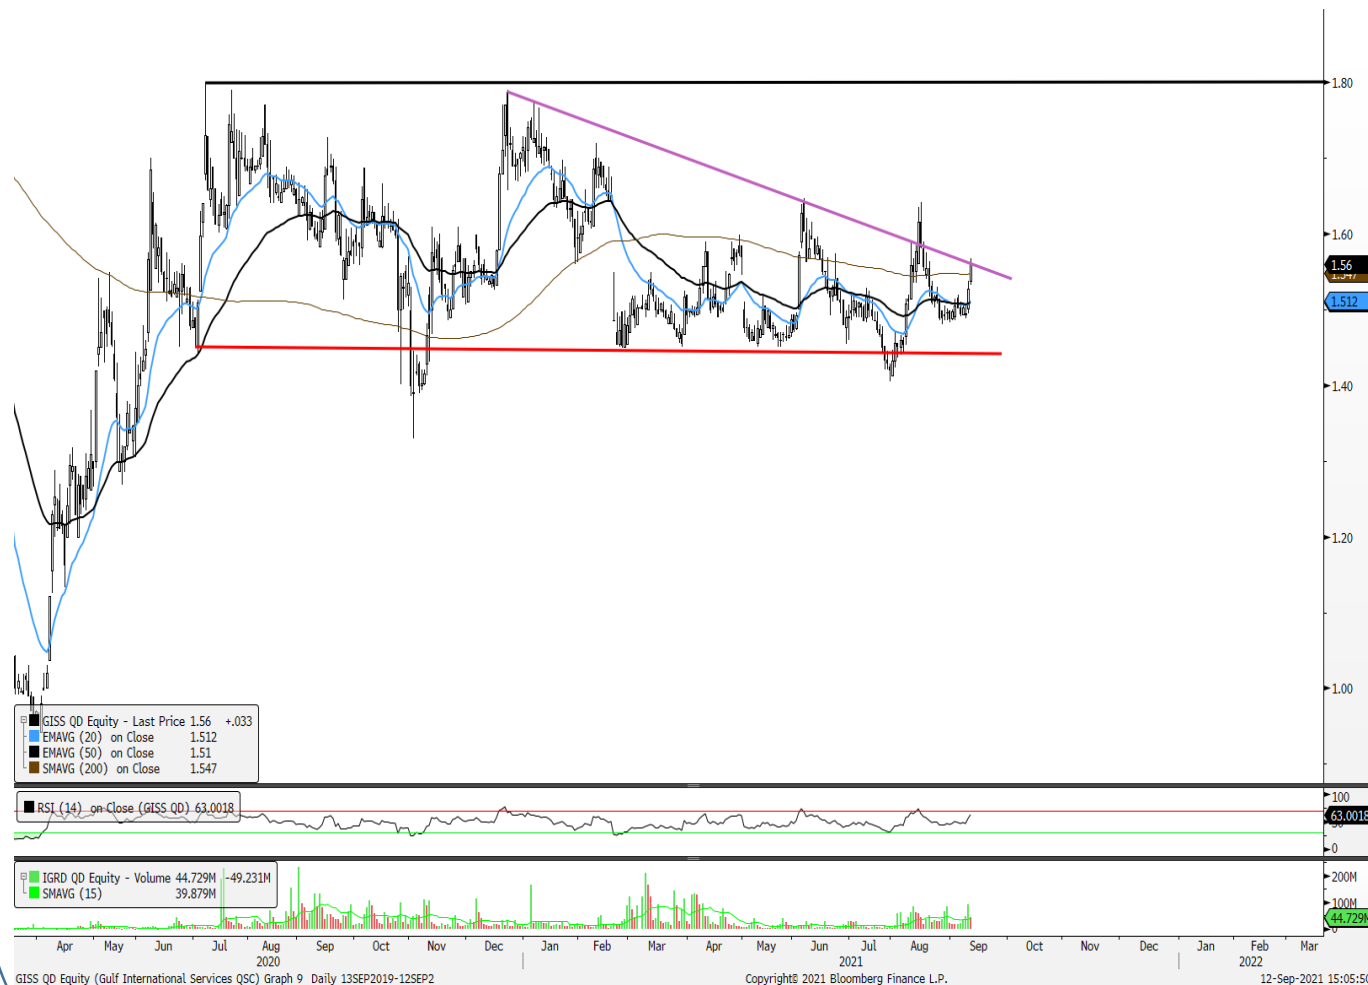 1.80
1.60
1.56
1.547
1.512
1.40
1.20
1.00
GISS QD Equity - Last Price 1.56 +.033
EMAVG (20) on Close 1.512
EMAVG (50) on Close 1.51
SMAVG (200) on Close 1.547
RSI (14) on Close (GISS QD) 63.0018
100
63.0018
0
IGRD QD Equity - Volume 44.729M -49.231M
SMAVG (15) 39.879M
200M
100M
44.729M
0
Apr May Jun Jul Aug Sep Oct Nov Dec Jan Feb Mar Apr May Jun Jul Aug Sep Oct Nov Dec Jan Feb Mar
2020 2021 2022
GISS QD Equity (Gulf International Services QSC) Graph 9 Daily 13SEP2019-12SEP2 Copyright© 2021 Bloomberg Finance L.P. 12-Sep-2021 15:05:50